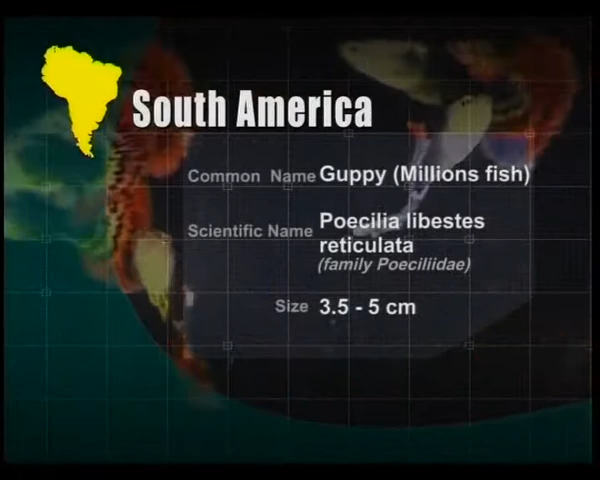 South America
Common Name Guppy (Millions fish)
Scientific Name Poecilia libestes
reticulata
(family Poeciliidae)
Size 3.5 - 5 cm